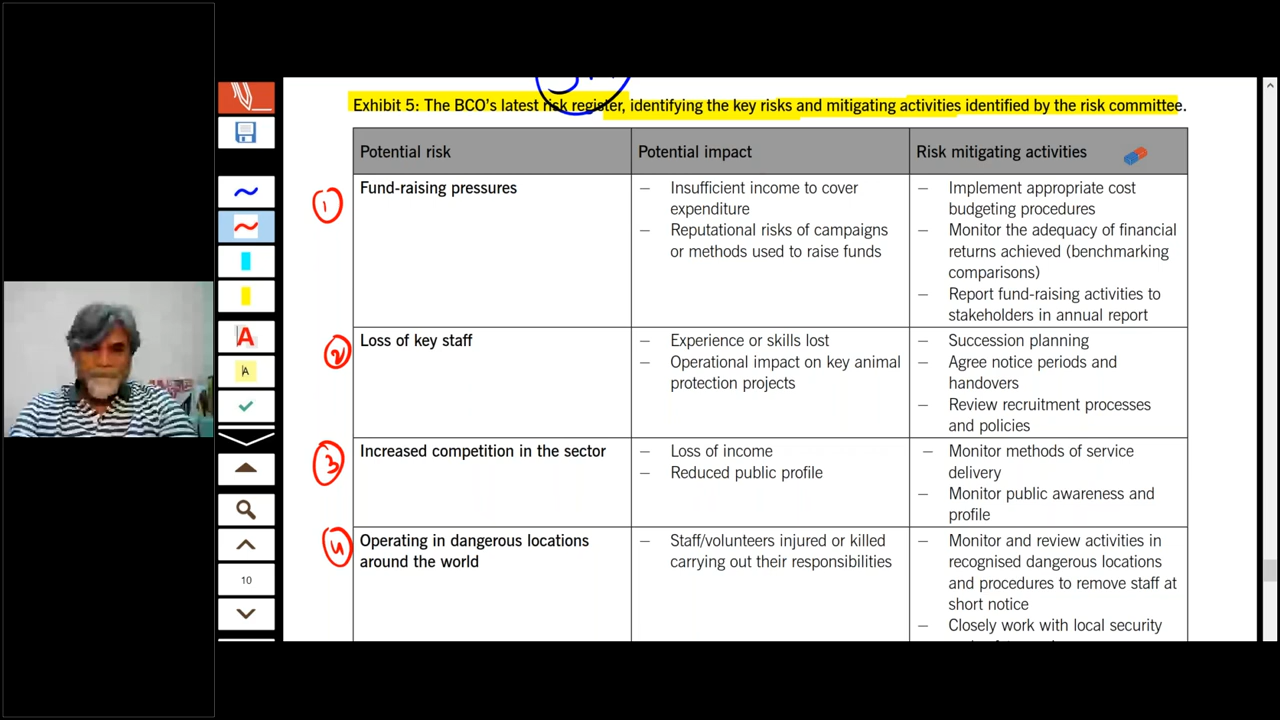 Exhibit 5: The BCO's latest risk register, identifying the key risks and mitigating activities identified by the risk committee.
Potential risk
Potential impact
Risk mitigating activities
1
Fund-raising pressures
– Insufficient income to cover
expenditure
– Reputational risks of campaigns
or methods used to raise funds
– Implement appropriate cost
budgeting procedures
– Monitor the adequacy of financial
returns achieved (benchmarking
comparisons)
– Report fund-raising activities to
stakeholders in annual report
2
Loss of key staff
– Experience or skills lost
– Operational impact on key animal
protection projects
– Succession planning
– Agree notice periods and
handovers
– Review recruitment processes
and policies
3
Increased competition in the sector
– Loss of income
– Reduced public profile
– Monitor methods of service
delivery
– Monitor public awareness and
profile
4
Operating in dangerous locations
around the world
– Staff/volunteers injured or killed
carrying out their responsibilities
– Monitor and review activities in
recognised dangerous locations
and procedures to remove staff at
short notice
– Closely work with local security
A
A
10